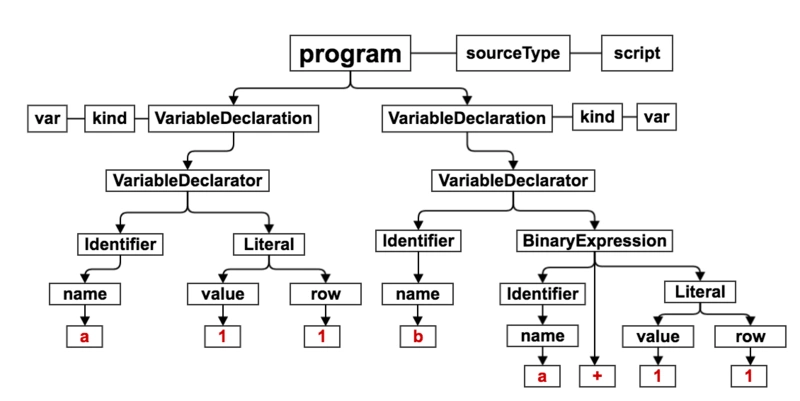 program sourceType script
var kind VariableDeclaration VariableDeclaration kind var
VariableDeclarator VariableDeclarator
Identifier Literal Identifier BinaryExpression
name value row name Identifier Literal
a 1 1 b name value row
a + 1 1